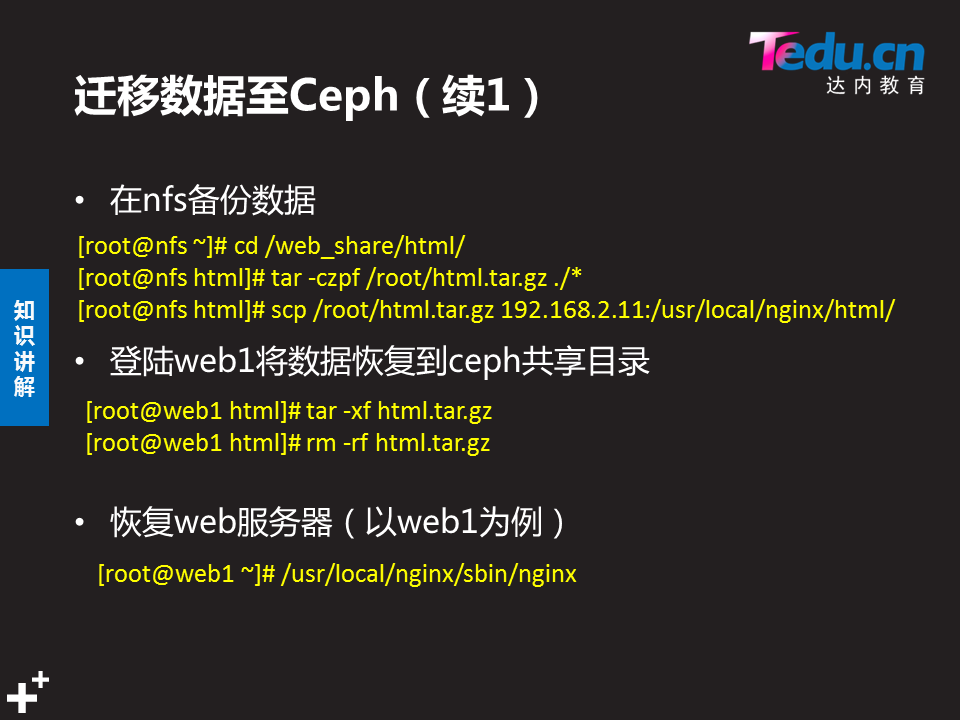 Tedu.cn
达内教育
迁移数据至Ceph（续1）
• 在nfs备份数据
[root@nfs ~]# cd /web_share/html/
[root@nfs html]# tar -czpf /root/html.tar.gz ./*
[root@nfs html]# scp /root/html.tar.gz 192.168.2.11:/usr/local/nginx/html/
知识讲解
• 登陆web1将数据恢复到ceph共享目录
[root@web1 html]# tar -xf html.tar.gz
[root@web1 html]# rm -rf html.tar.gz
• 恢复web服务器（以web1为例）
[root@web1 ~]# /usr/local/nginx/sbin/nginx